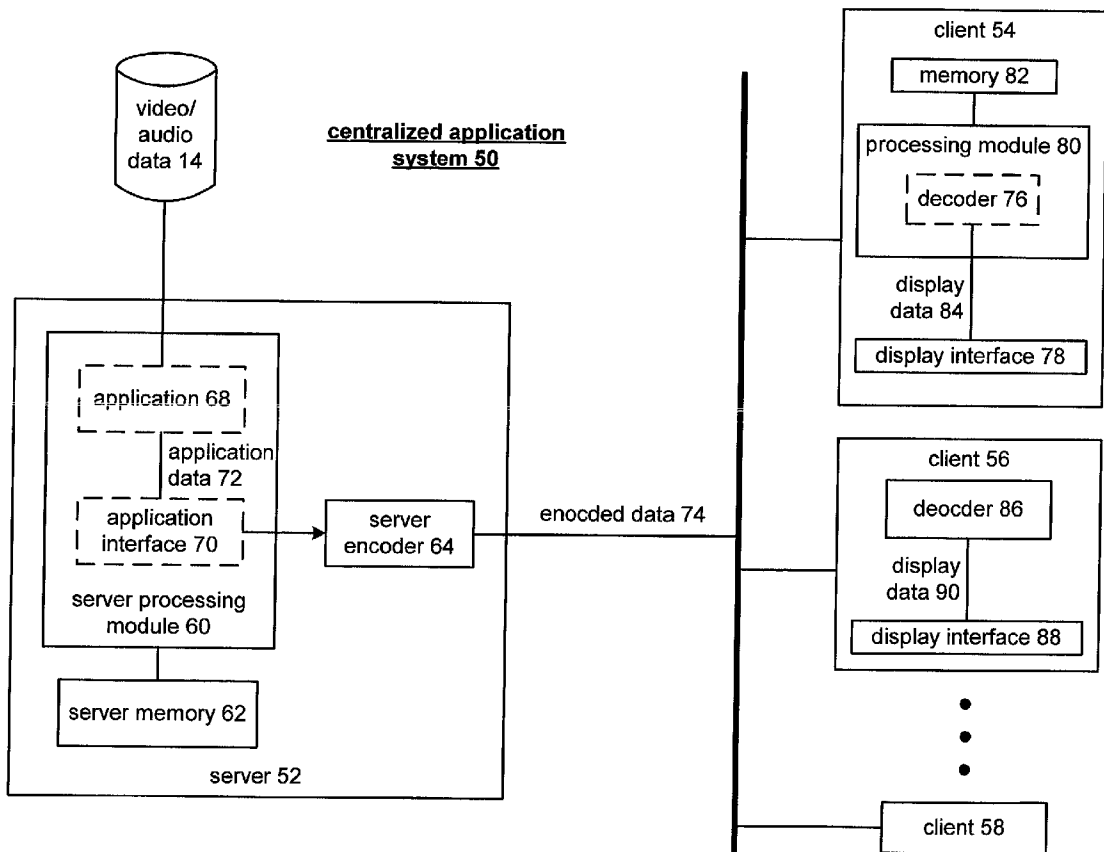 video/
audio
data 14
centralized application
system 50
application 68
application
data 72
application
interface 70
server processing
module 60
server memory 62
server 52
server
encoder 64
enocded data 74
client 54
memory 82
processing module 80
decoder 76
display
data 84
display interface 78
client 56
deocder 86
display
data 90
display interface 88
client 58